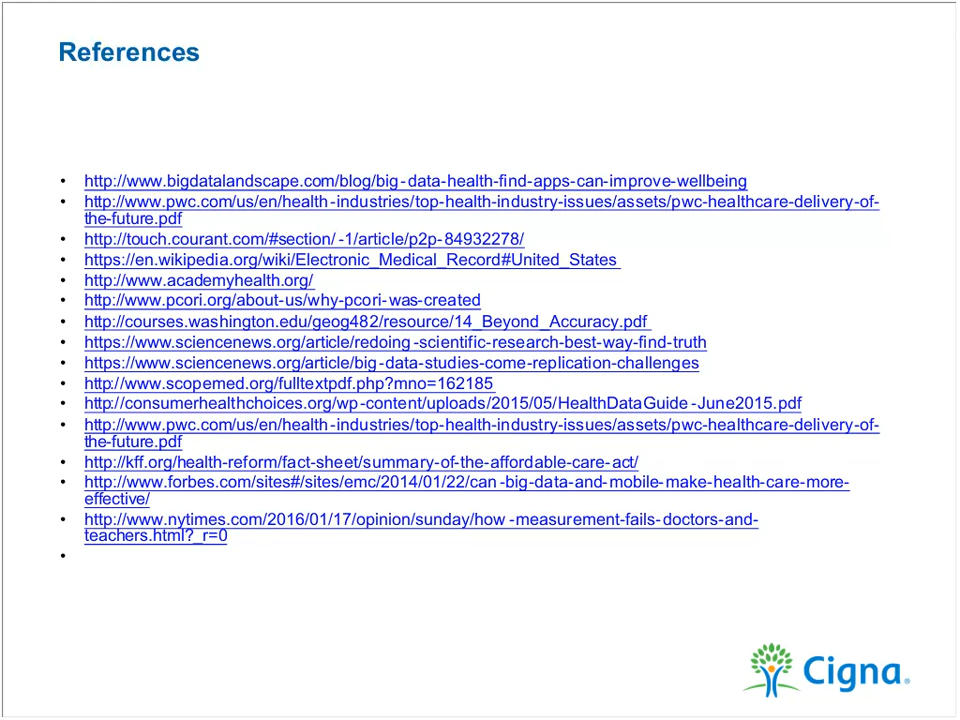 References
• http://www.bigdatalandscape.com/blog/big-data-health-find-apps-can-improve-wellbeing
• http://www.pwc.com/us/en/health-industries/top-health-industry-issues/assets/pwc-healthcare-delivery-of-
the-future.pdf
• http://touch.courant.com/#section/-1/article/p2p-84932278/
• https://en.wikipedia.org/wiki/Electronic_Medical_Record#United_States
• http://www.academyhealth.org/
• http://www.pcori.org/about-us/why-pcori-was-created
• http://courses.washington.edu/geog482/resource/14_Beyond_Accuracy.pdf
• https://www.sciencenews.org/article/redoing-scientific-research-best-way-find-truth
• https://www.sciencenews.org/article/big-data-studies-come-replication-challenges
• http://www.scopemed.org/fulltextpdf.php?mno=162185
• http://consumerhealthchoices.org/wp-content/uploads/2015/05/HealthDataGuide-June2015.pdf
• http://www.pwc.com/us/en/health-industries/top-health-industry-issues/assets/pwc-healthcare-delivery-of-
the-future.pdf
• http://kff.org/health-reform/fact-sheet/summary-of-the-affordable-care-act/
• http://www.forbes.com/sites#/sites/emc/2014/01/22/can-big-data-and-mobile-make-health-care-more-
effective/
• http://www.nytimes.com/2016/01/17/opinion/sunday/how-measurement-fails-doctors-and-
teachers.html?_r=0
•
Cigna®